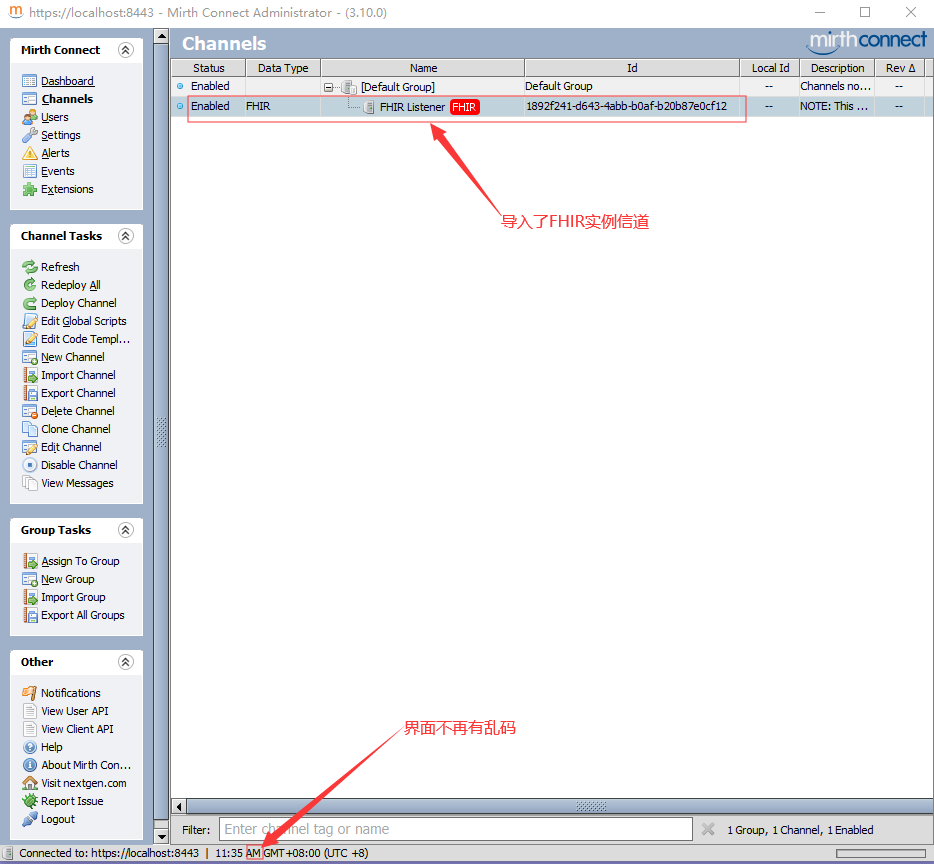 https://localhost:8443 - Mirth Connect Administrator - (3.10.0)
Mirth Connect
Dashboard
Channels
Users
Settings
Alerts
Events
Extensions
Channel Tasks
Refresh
Redeploy All
Deploy Channel
Edit Global Scripts
Edit Code Templ...
New Channel
Import Channel
Export Channel
Delete Channel
Clone Channel
Edit Channel
Disable Channel
View Messages
Group Tasks
Assign To Group
New Group
Import Group
Export All Groups
Other
Notifications
View User API
View Client API
Help
About Mirth Con...
Visit nextgen.com
Report Issue
Logout
Channels
mirthconnect
Status Data Type Name Id Local Id Description Rev Δ
Enabled [Default Group] Default Group -- Channels no... --
Enabled FHIR FHIR Listener FHIR 1892f241-d643-4abb-b0af-b20b87e0cf12 -- NOTE: This ... --
导入了FHIR实例信道
界面不再有乱码
Filter: Enter channel tag or name 1 Group, 1 Channel, 1 Enabled
Connected to: https://localhost:8443 | 11:35 AM GMT+08:00 (UTC +8)